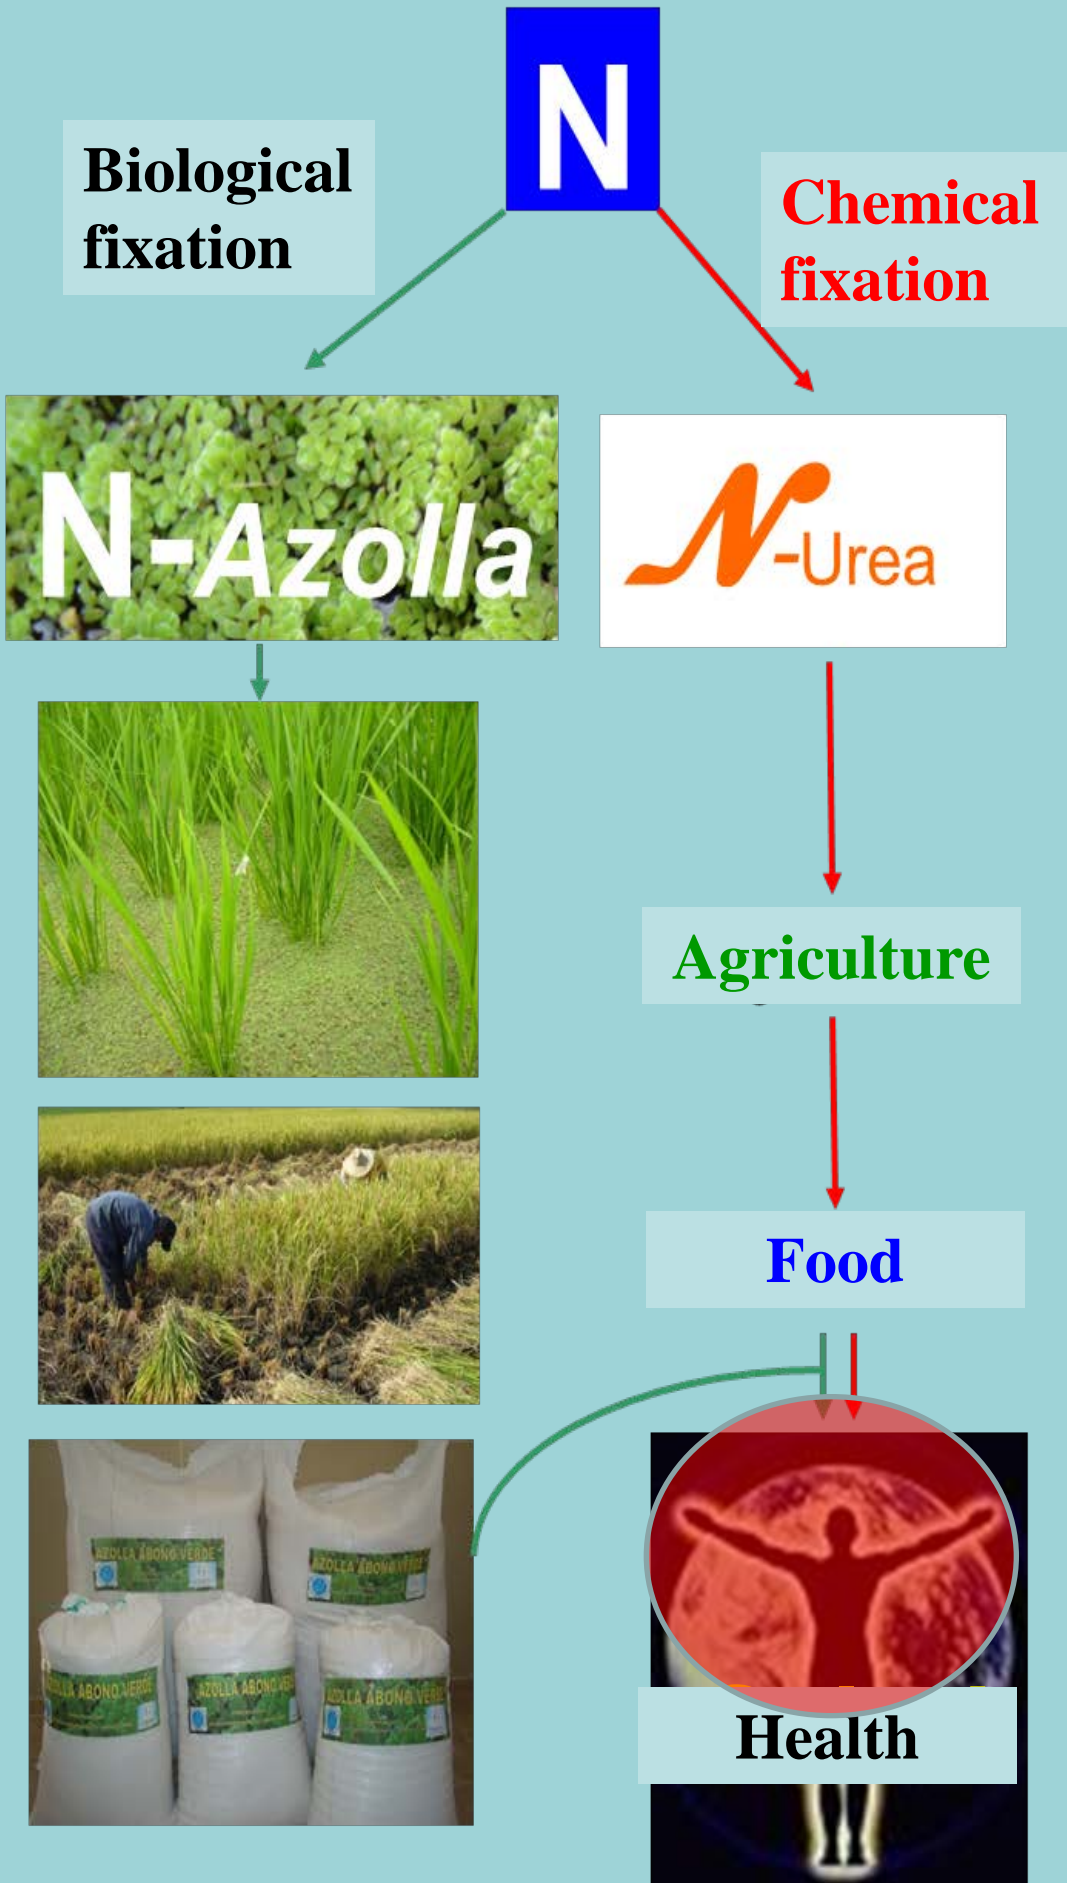 N
Biological
fixation
Chemical
fixation
N-Azolla
N-Urea
Agriculture
Food
AZOLLA ABONO VERDE
AZOLLA ABONO VERDE
AZOLLA ABONO VERDE
AZOLLA ABONO VERDE
AZOLLA ABONO VERDE
Health